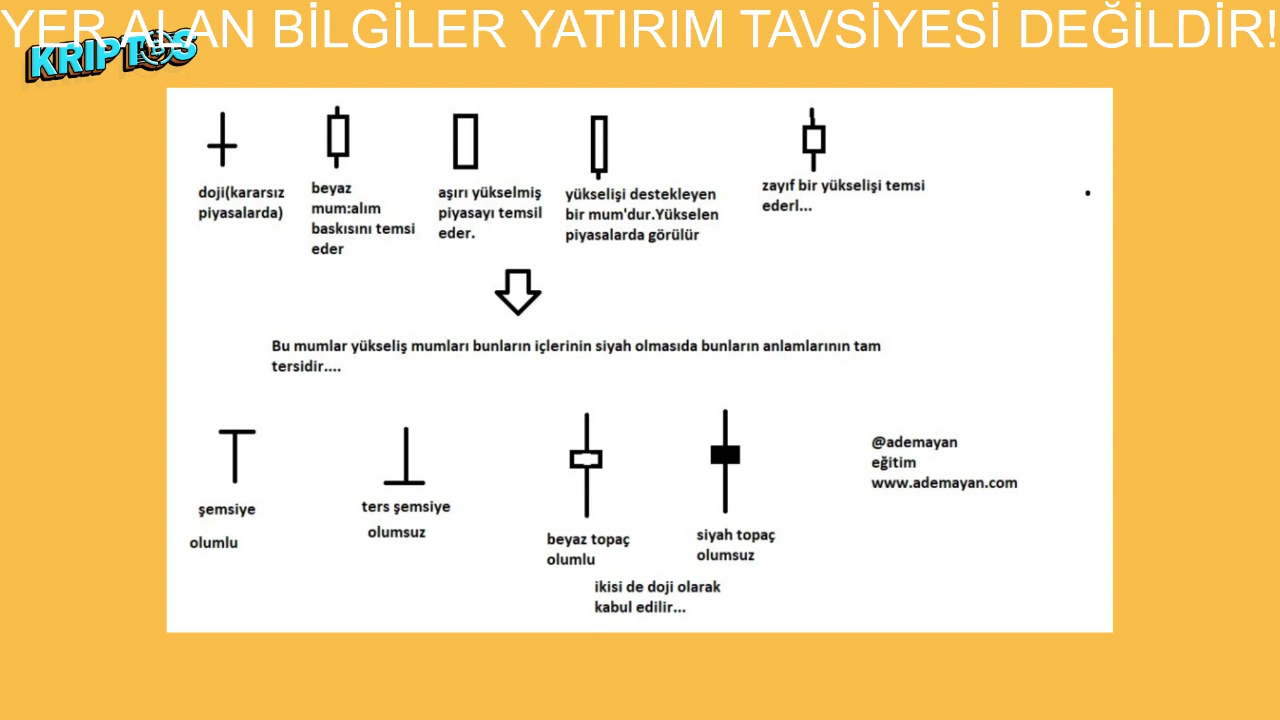 YER ALAN BİLGİLER YATIRIM TAVSİYESİ DEĞİLDİR!
KRIPTOS
doji(kararsız
piyasalarda)
beyaz
mum:alım
baskısını temsi
eder
aşırı yükselmiş
piyasayı temsil
eder.
yükselişi destekleyen
bir mum'dur.Yükselen
piyasalarda görülür
zayıf bir yükselişi temsi
ederl...
Bu mumlar yükseliş mumları bunların içlerinin siyah olmasıda bunların anlamlarının tam
tersidir....
şemsiye
olumlu
ters şemsiye
olumsuz
beyaz topaç
olumlu
siyah topaç
olumsuz
ikisi de doji olarak
kabul edilir...
@ademayan
eğitim
www.ademayan.com